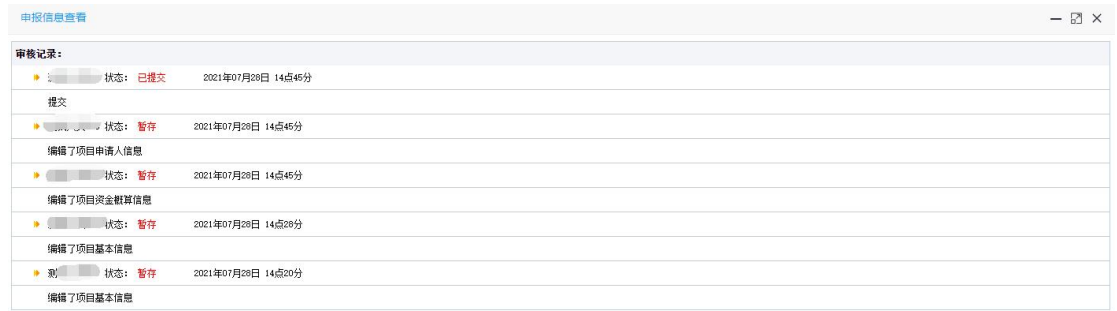 申报信息查看
审核记录：
状态： 已提交 2021年07月28日 14点45分
提交
状态： 暂存 2021年07月28日 14点45分
编辑了项目申请人信息
状态： 暂存 2021年07月28日 14点45分
编辑了项目资金概算信息
状态： 暂存 2021年07月28日 14点28分
编辑了项目基本信息
测 状态： 暂存 2021年07月28日 14点20分
编辑了项目基本信息